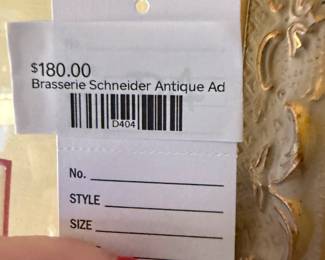 $180.00
Brasserie Schneider Antique Ad
D404
No.
STYLE
SIZE